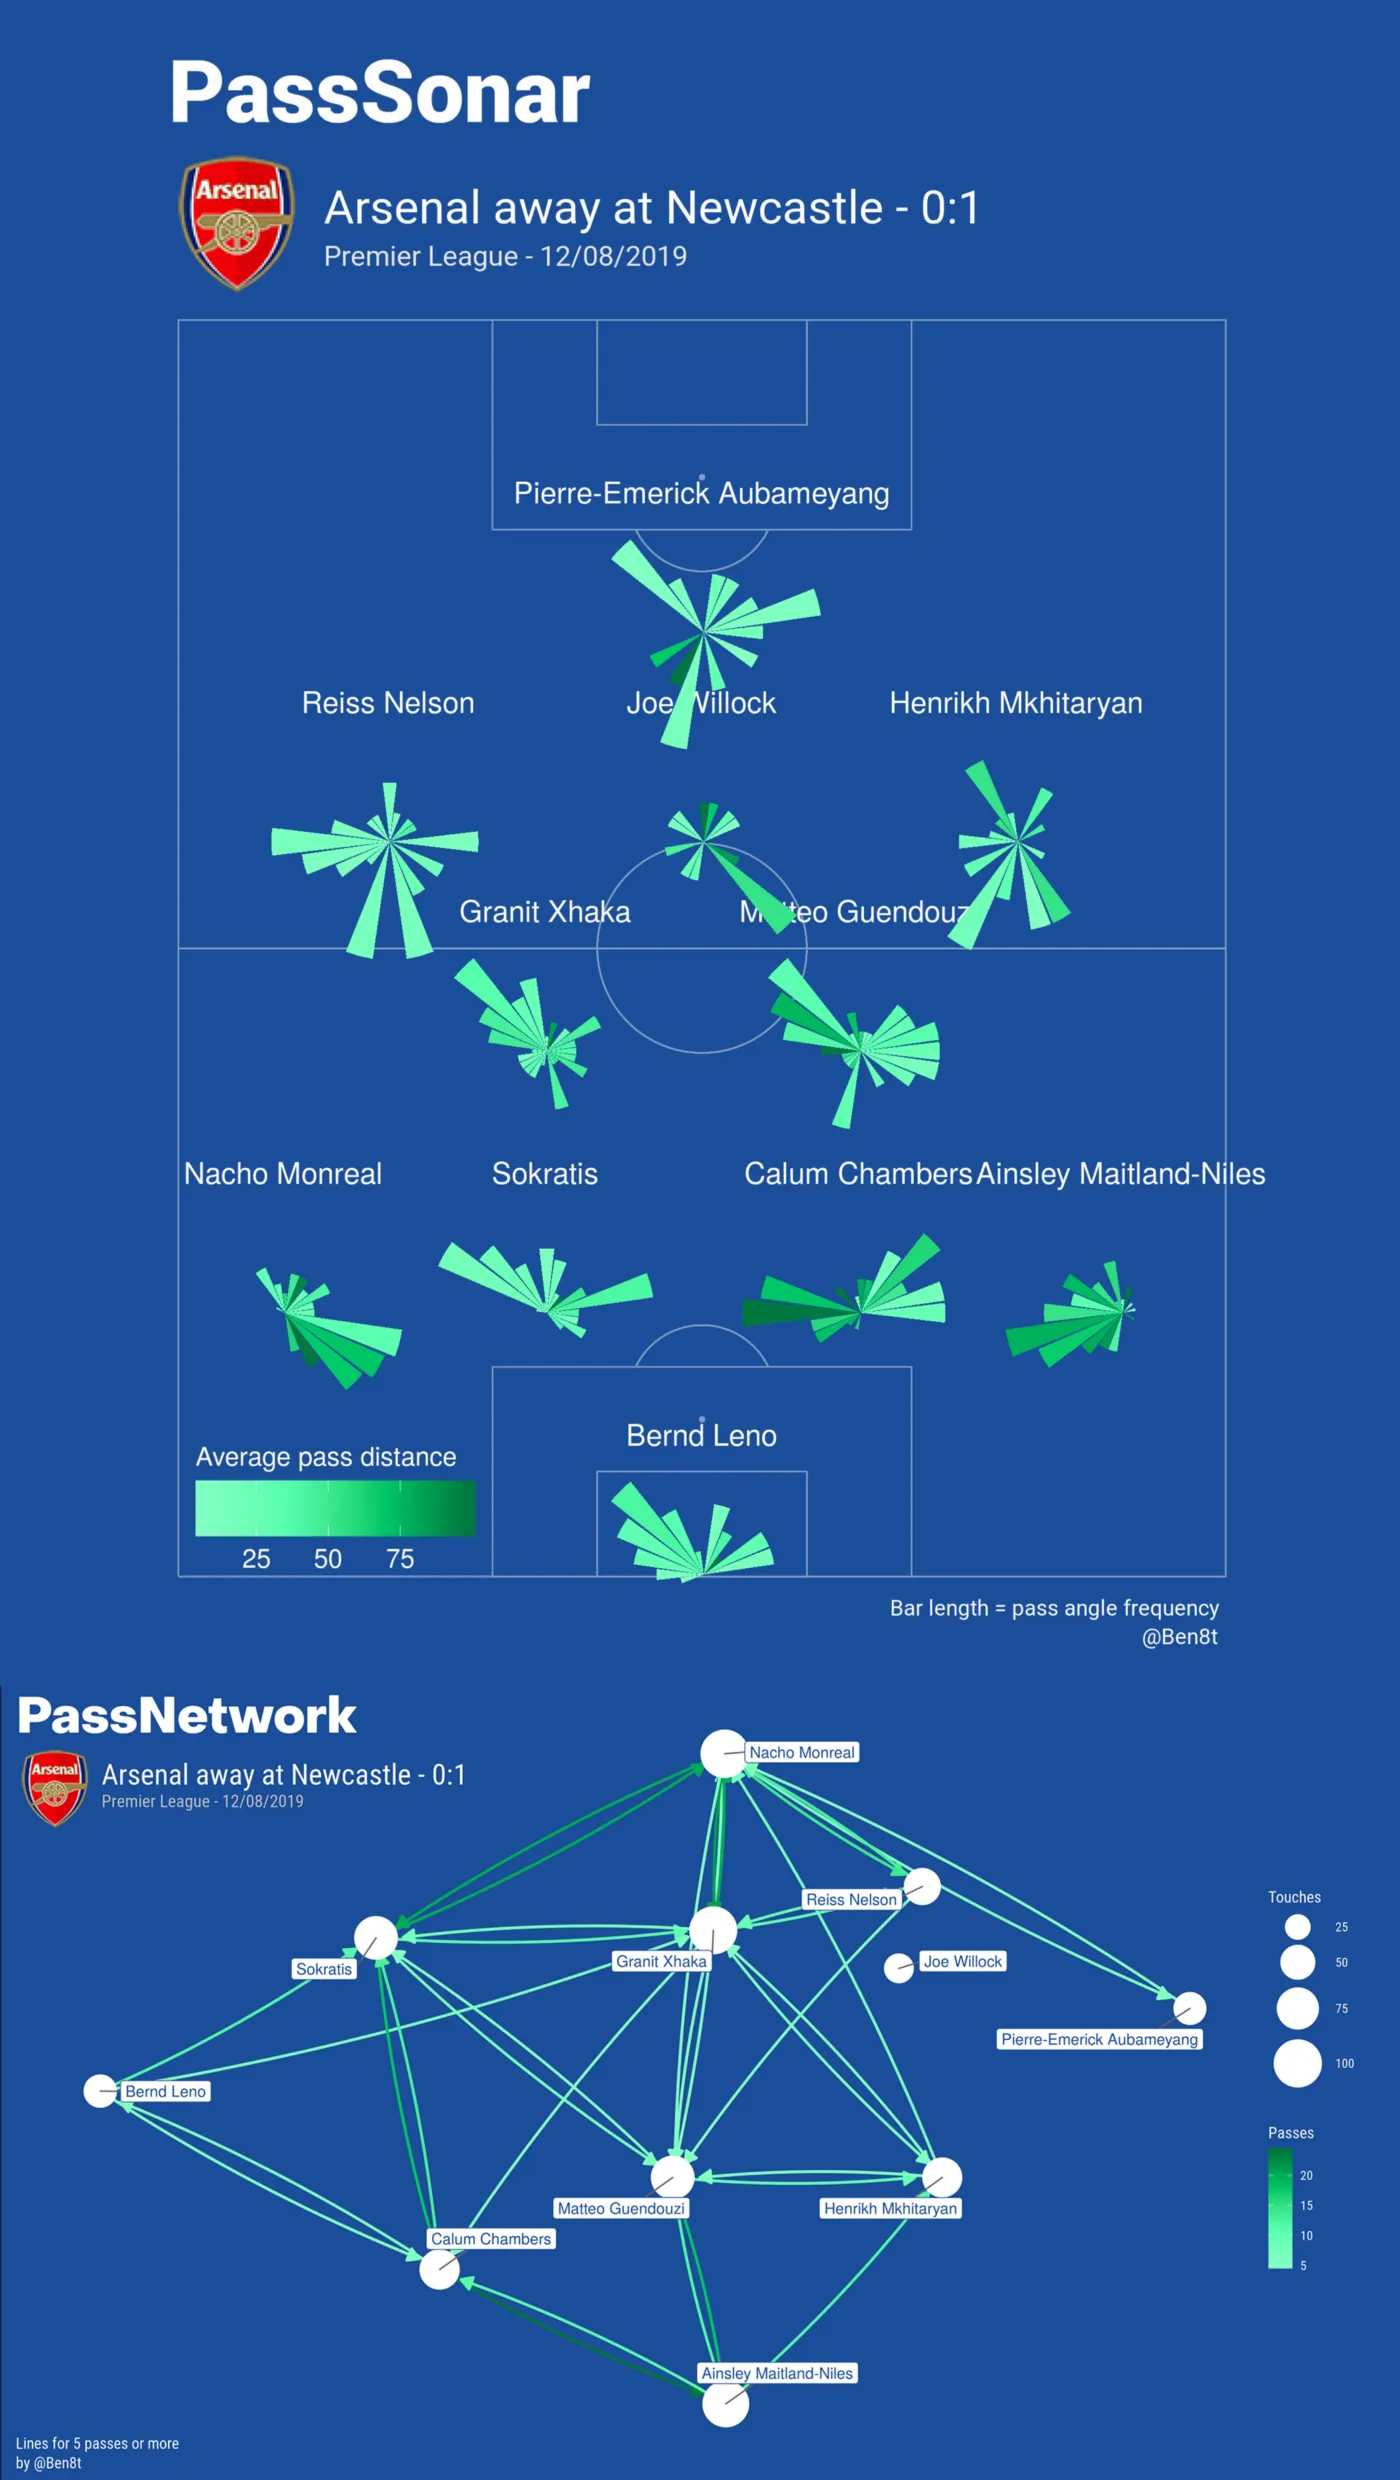 PassSonar
Arsenal
Arsenal away at Newcastle - 0:1
Premier League - 12/08/2019
Pierre-Emerick Aubameyang
Reiss Nelson
Joe Willock
Henrikh Mkhitaryan
Granit Xhaka
Matteo Guendouzi
Nacho Monreal
Sokratis
Calum Chambers
Ainsley Maitland-Niles
Bernd Leno
Average pass distance
25 50 75
Bar length = pass angle frequency
@Ben8t
PassNetwork
Arsenal
Arsenal away at Newcastle - 0:1
Premier League - 12/08/2019
Nacho Monreal
Reiss Nelson
Granit Xhaka
Sokratis
Joe Willock
Pierre-Emerick Aubameyang
Bernd Leno
Matteo Guendouzi
Henrikh Mkhitaryan
Calum Chambers
Ainsley Maitland-Niles
Touches
25
50
75
100
Passes
20
15
10
5
Lines for 5 passes or more
by @Ben8t